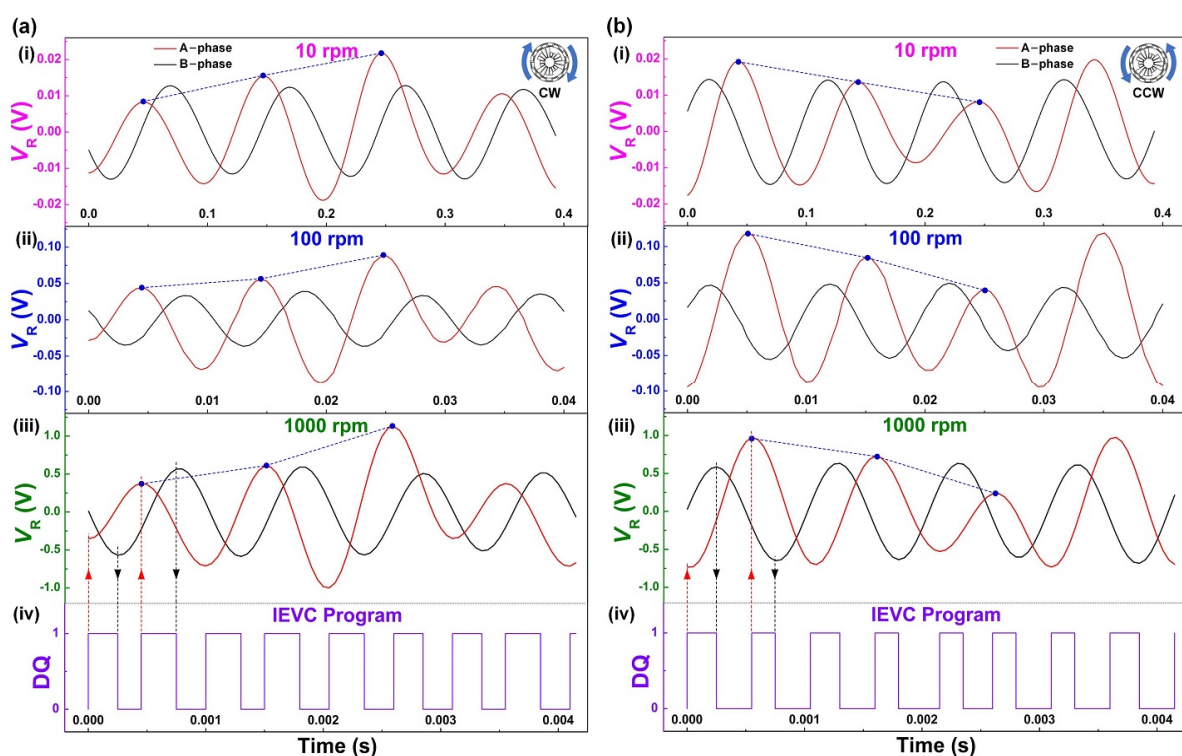 (a)
(i)
A−phase
B−phase
10 rpm
CW
V_R (V)
0.02
0.01
0.00
-0.01
-0.02
0.0 0.1 0.2 0.3 0.4
(ii)
100 rpm
V_R (V)
0.10
0.05
0.00
-0.05
-0.10
0.00 0.01 0.02 0.03 0.04
(iii)
1000 rpm
V_R (V)
1.0
0.5
0.0
-0.5
-1.0
(iv)
IEVC Program
DQ
1
0
0.000 0.001 0.002 0.003 0.004
Time (s)
(b)
(i)
10 rpm
A−phase
B−phase
CCW
V_R (V)
0.02
0.01
0.00
-0.01
-0.02
0.0 0.1 0.2 0.3 0.4
(ii)
100 rpm
V_R (V)
0.10
0.05
0.00
-0.05
-0.10
0.00 0.01 0.02 0.03 0.04
(iii)
1000 rpm
V_R (V)
1.0
0.5
0.0
-0.5
-1.0
(iv)
IEVC Program
DQ
1
0
0.000 0.001 0.002 0.003 0.004
Time (s)